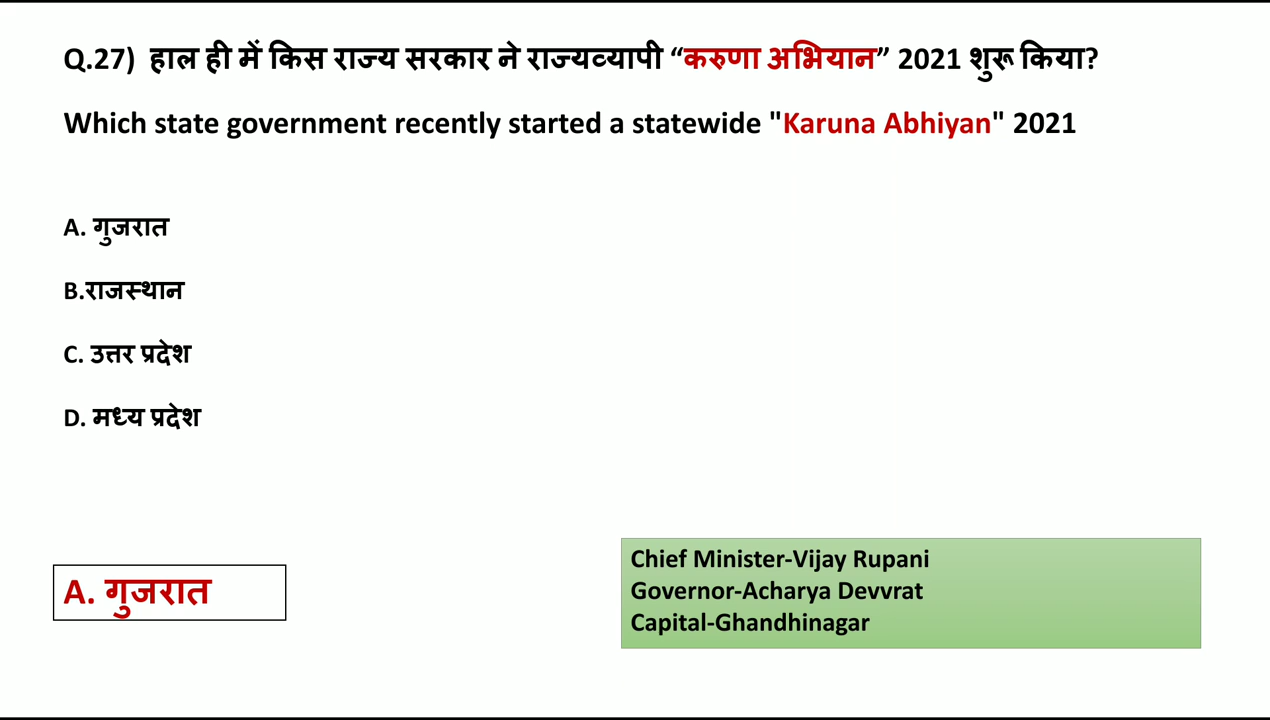 Q.27) हाल ही में किस राज्य सरकार ने राज्यव्यापी “करुणा अभियान” 2021 शुरू किया?
Which state government recently started a statewide "Karuna Abhiyan" 2021
A. गुजरात
B.राजस्थान
C. उत्तर प्रदेश
D. मध्य प्रदेश
A. गुजरात
Chief Minister-Vijay Rupani
Governor-Acharya Devvrat
Capital-Ghandhinagar